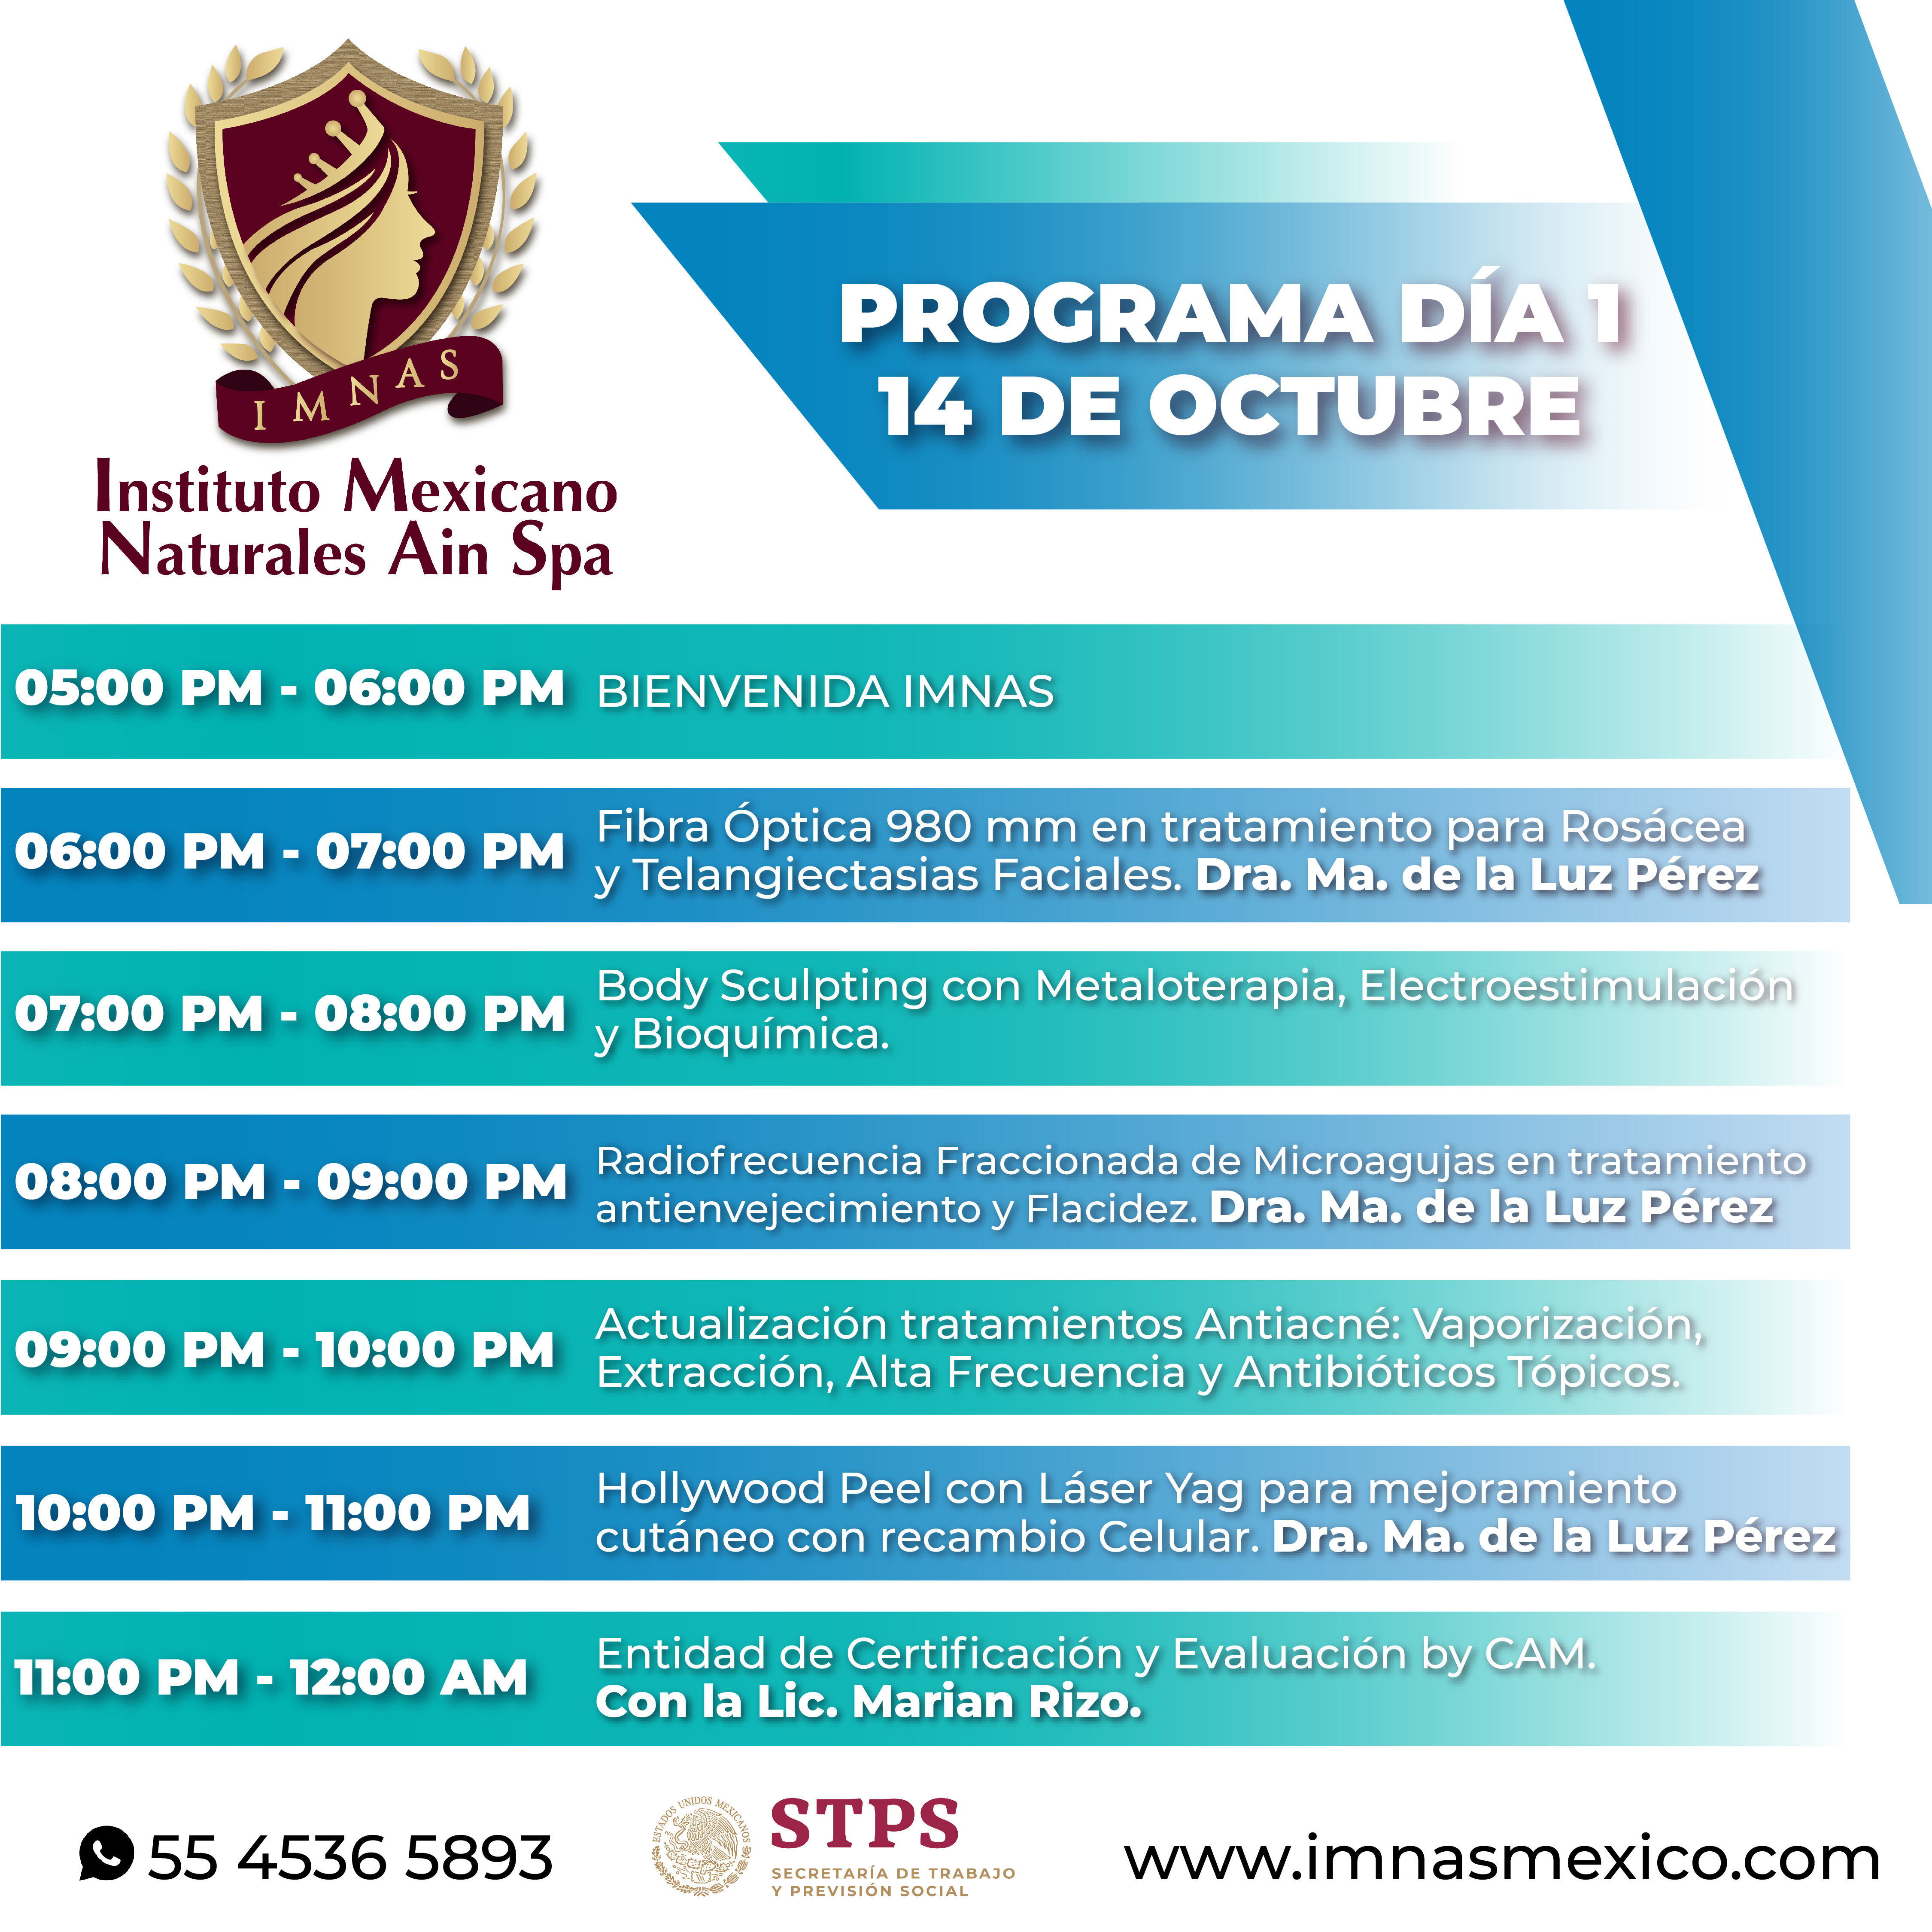 I M N A S
Instituto Mexicano
Naturales Ain Spa
PROGRAMA DÍA 1
14 DE OCTUBRE
05:00 PM - 06:00 PM BIENVENIDA IMNAS
06:00 PM - 07:00 PM Fibra Óptica 980 mm en tratamiento para Rosácea
y Telangiectasias Faciales. Dra. Ma. de la Luz Pérez
07:00 PM - 08:00 PM Body Sculpting con Metaloterapia, Electroestimulación
y Bioquímica.
08:00 PM - 09:00 PM Radiofrecuencia Fraccionada de Microagujas en tratamiento
antienvejecimiento y Flacidez. Dra. Ma. de la Luz Pérez
09:00 PM - 10:00 PM Actualización tratamientos Antiacné: Vaporización,
Extracción, Alta Frecuencia y Antibióticos Tópicos.
10:00 PM - 11:00 PM Hollywood Peel con Láser Yag para mejoramiento
cutáneo con recambio Celular. Dra. Ma. de la Luz Pérez
11:00 PM - 12:00 AM Entidad de Certificación y Evaluación by CAM.
Con la Lic. Marian Rizo.
55 4536 5893
ESTADOS UNIDOS MEXICANOS
STPS
SECRETARÍA DE TRABAJO
Y PREVISIÓN SOCIAL
www.imnasmexico.com